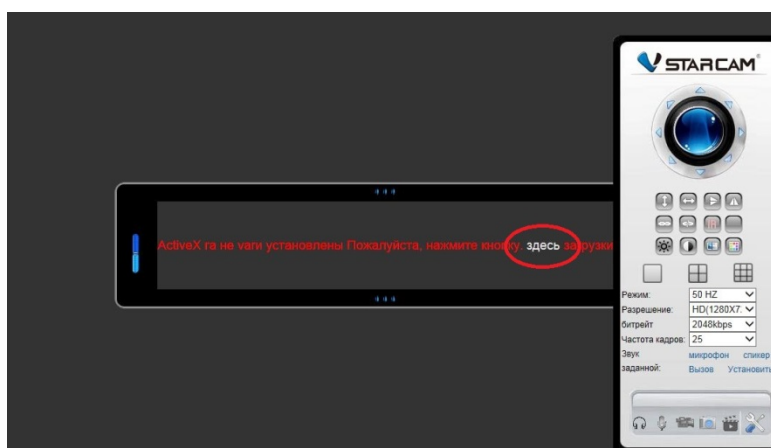 VSTARCAM®
ActiveX га не vari установлены Пожалуйста, нажмите кнопку, здесь загрузки
Режим: 50 HZ
Разрешение: HD(1280X7.
битрейт 2048kbps
Частота кадров: 25
Звук микрофон спикер
заданной: Вызов Установить